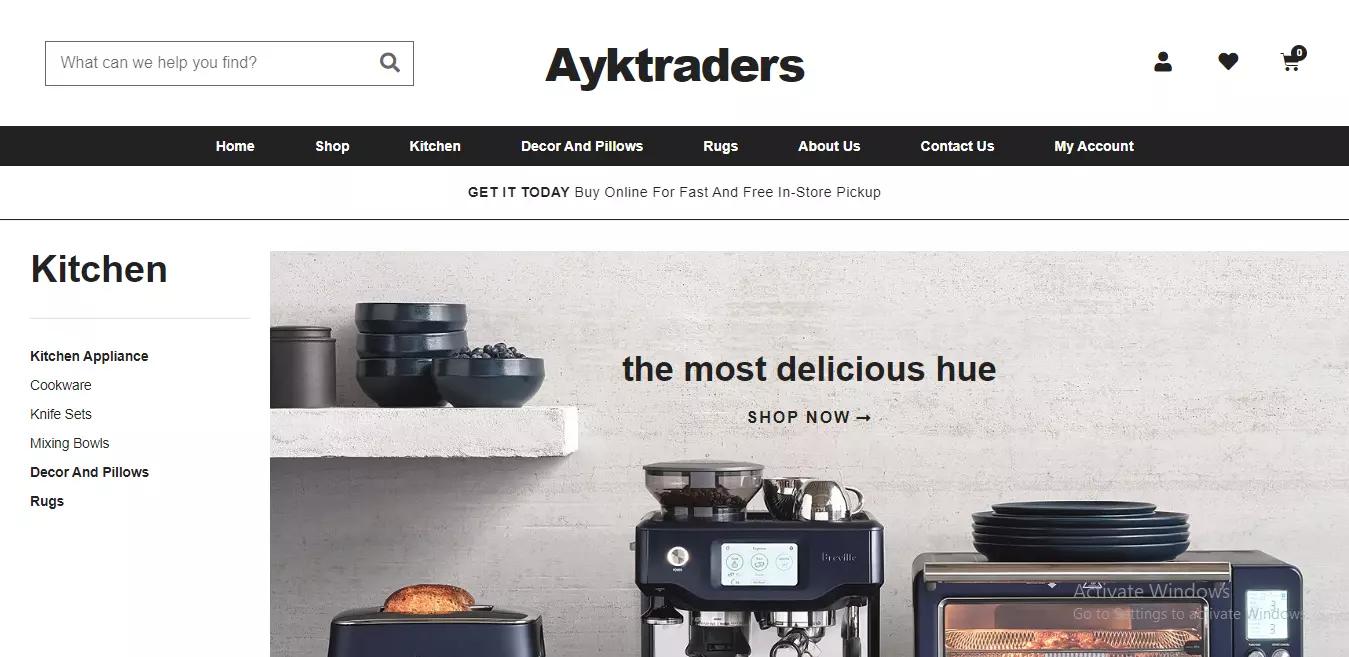 What can we help you find?
Ayktraders
0
Home Shop Kitchen Decor And Pillows Rugs About Us Contact Us My Account
GET IT TODAY Buy Online For Fast And Free In-Store Pickup
Kitchen
Kitchen Appliance
Cookware
Knife Sets
Mixing Bowls
Decor And Pillows
Rugs
the most delicious hue
SHOP NOW
Breville
3
3
Activate Windows
Go to Settings to activate Windows.